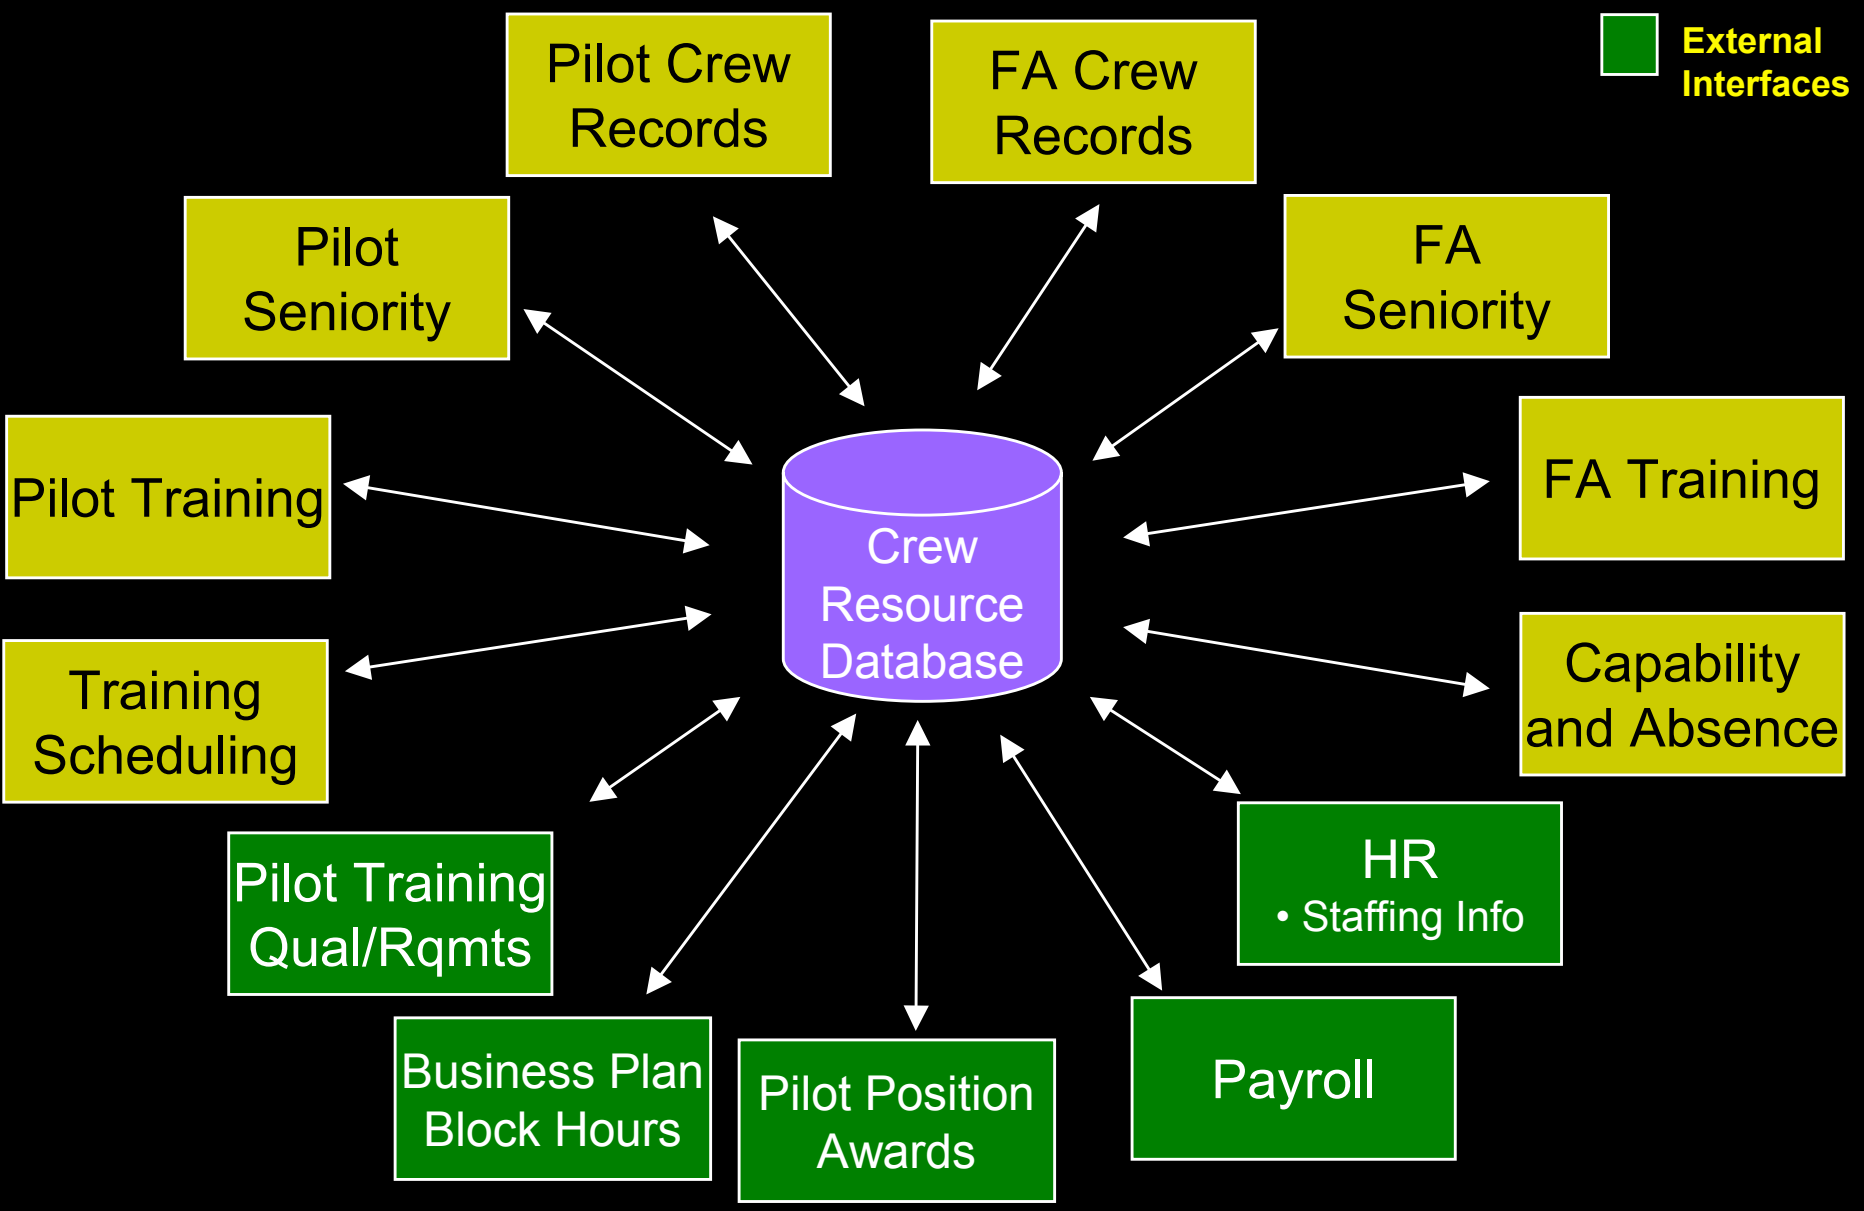 Pilot Crew
Records
FA Crew
Records
External
Interfaces
Pilot
Seniority
FA
Seniority
Pilot Training
FA Training
Crew
Resource
Database
Training
Scheduling
Capability
and Absence
Pilot Training
Qual/Rqmts
HR
• Staffing Info
Business Plan
Block Hours
Pilot Position
Awards
Payroll